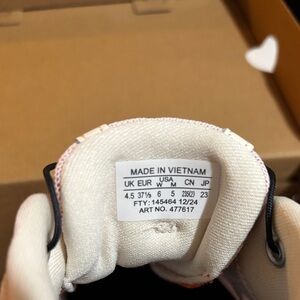 MADE IN VIETNAM
USA
UK EUR W M CN JP
4.5 37⅓ 6 5 235(2) 23
FTY: 145464 12/24
ART NO. 477617